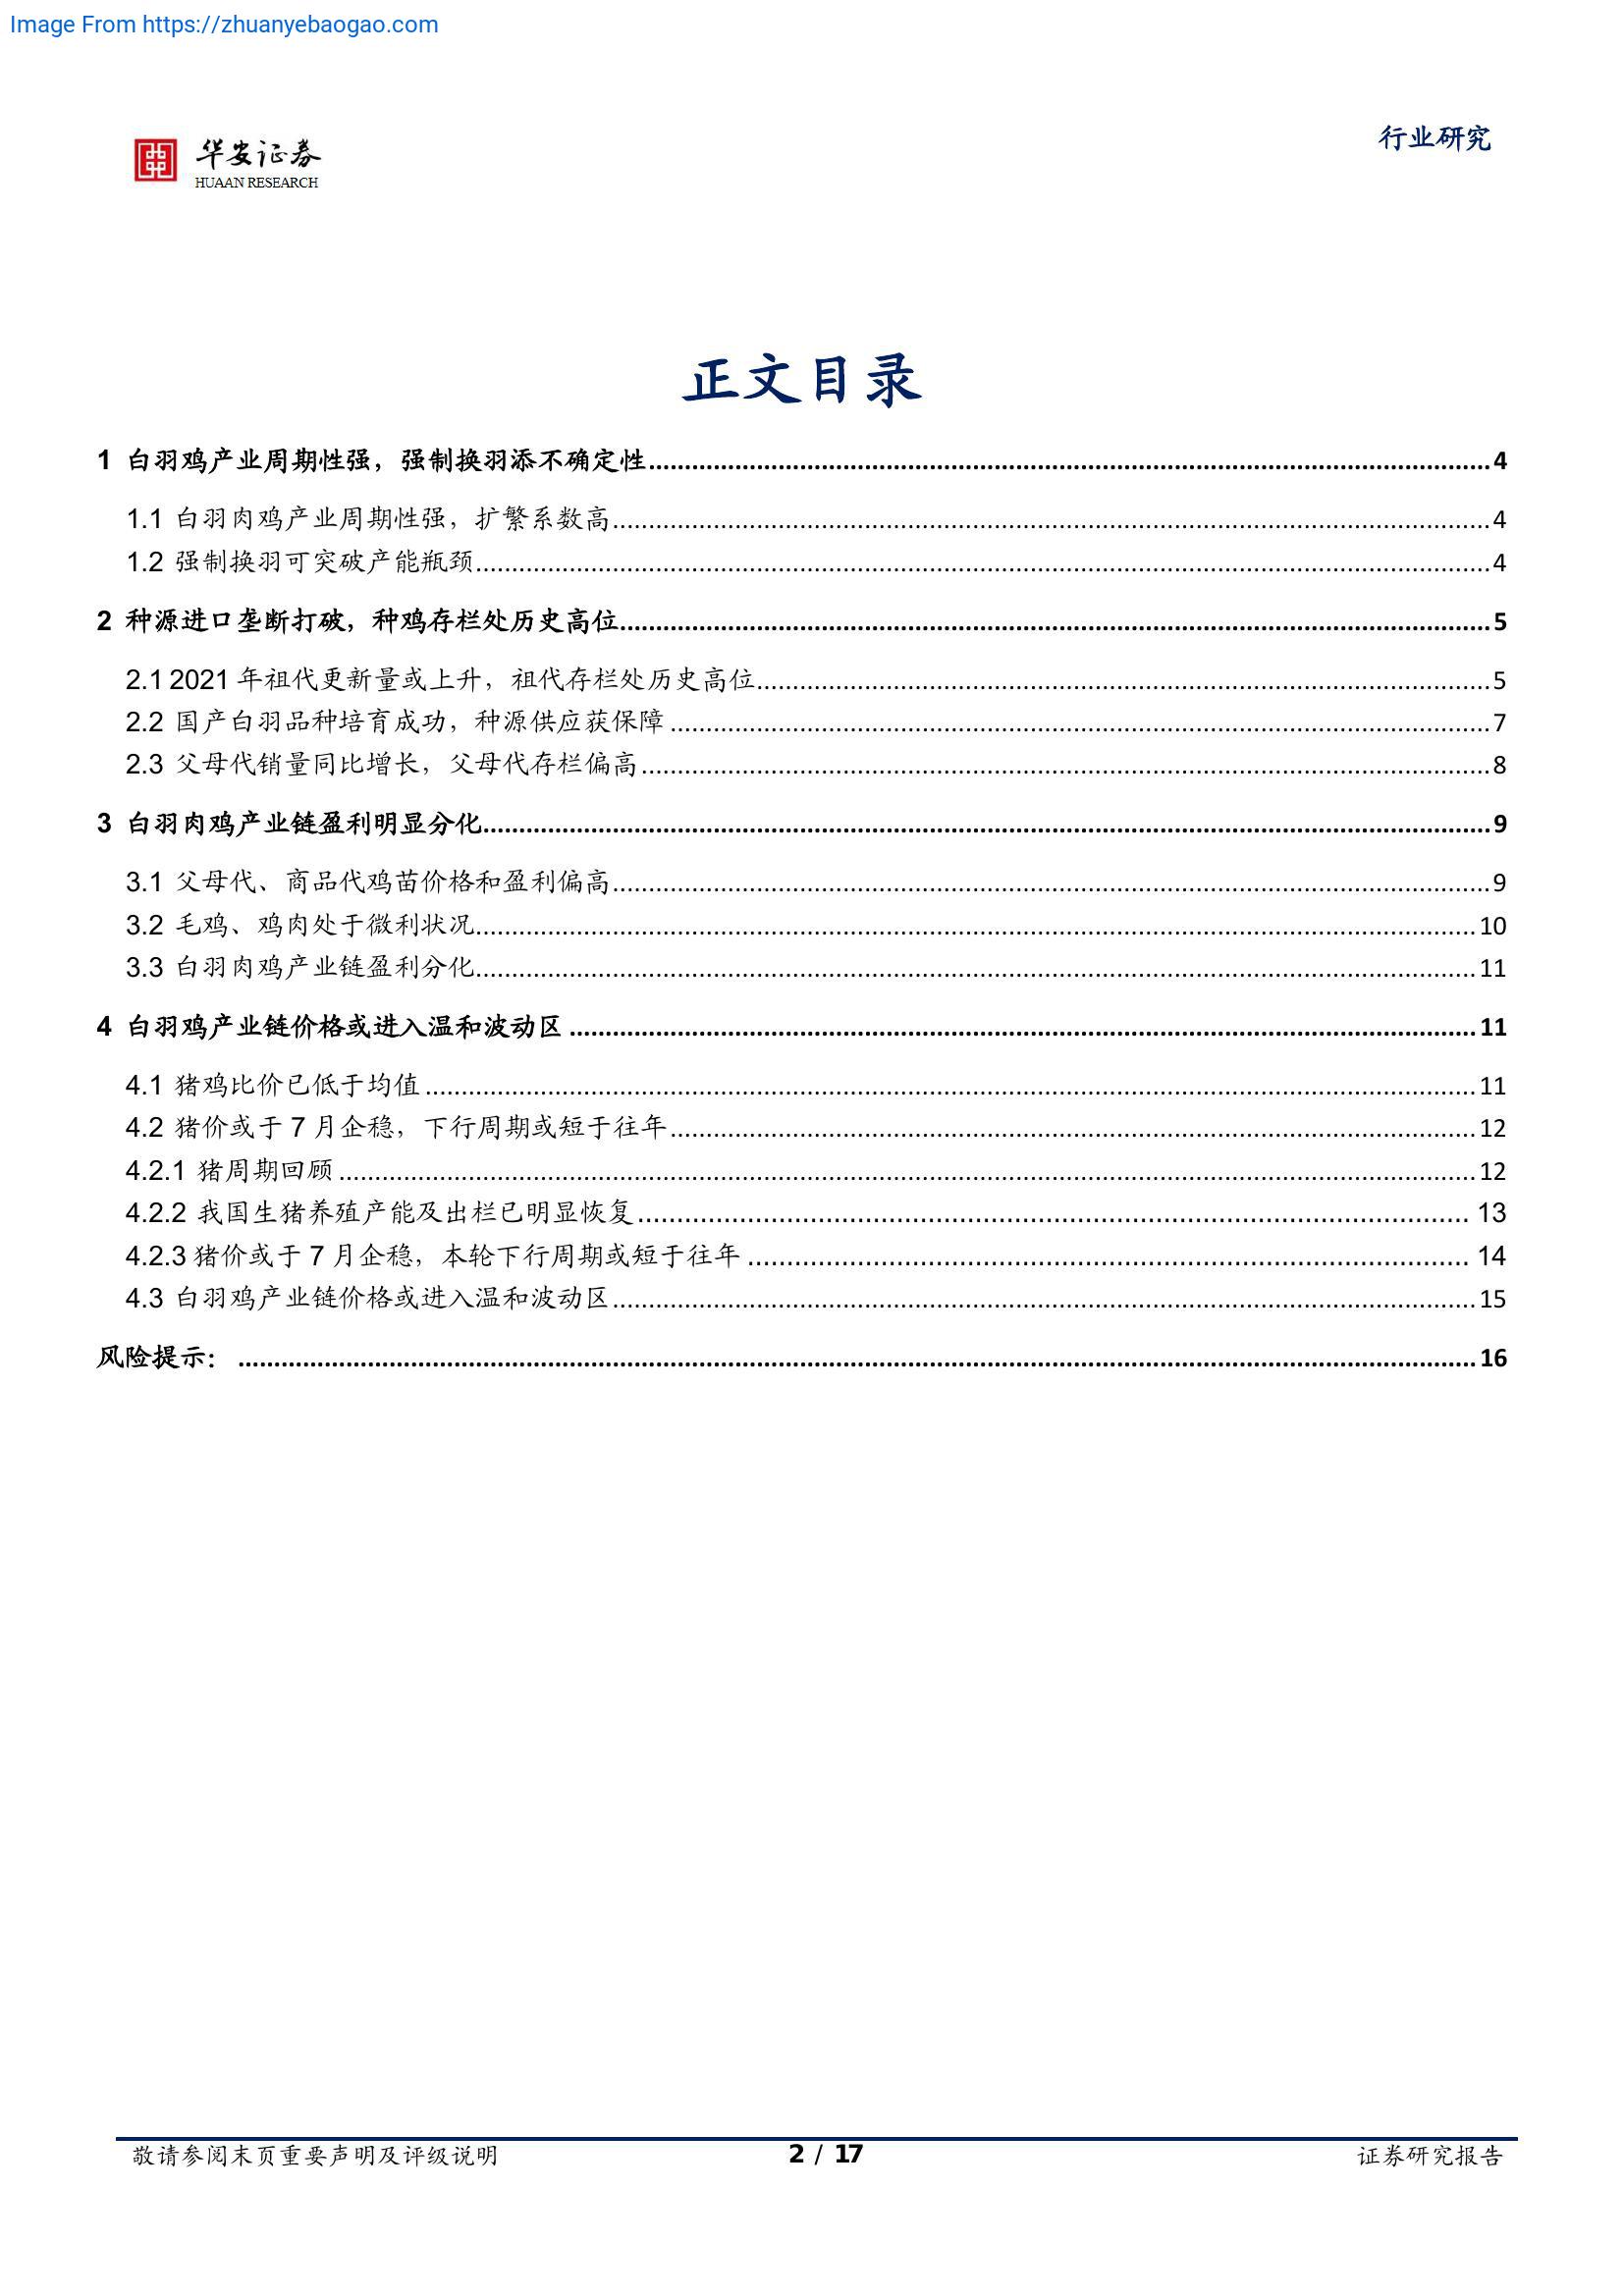 Image From https://zhuanyebaogao.com
华安证券
HUAAN RESEARCH
行业研究
正文目录
1 白羽鸡产业周期性强，强制换羽添不确定性 4
1.1 白羽肉鸡产业周期性强，扩繁系数高 4
1.2 强制换羽可突破产能瓶颈 4
2 种源进口垄断打破，种鸡存栏处历史高位 5
2.1 2021 年祖代更新量或上升，祖代存栏处历史高位 5
2.2 国产白羽品种培育成功，种源供应获保障 7
2.3 父母代销量同比增长，父母代存栏偏高 8
3 白羽肉鸡产业链盈利明显分化 9
3.1 父母代、商品代鸡苗价格和盈利偏高 9
3.2 毛鸡、鸡肉处于微利状况 10
3.3 白羽肉鸡产业链盈利分化 11
4 白羽鸡产业链价格或进入温和波动区 11
4.1 猪鸡比价已低于均值 11
4.2 猪价或于 7 月企稳，下行周期或短于往年 12
4.2.1 猪周期回顾 12
4.2.2 我国生猪养殖产能及出栏已明显恢复 13
4.2.3 猪价或于 7 月企稳，本轮下行周期或短于往年 14
4.3 白羽鸡产业链价格或进入温和波动区 15
风险提示： 16
敬请参阅末页重要声明及评级说明
2 / 17
证券研究报告